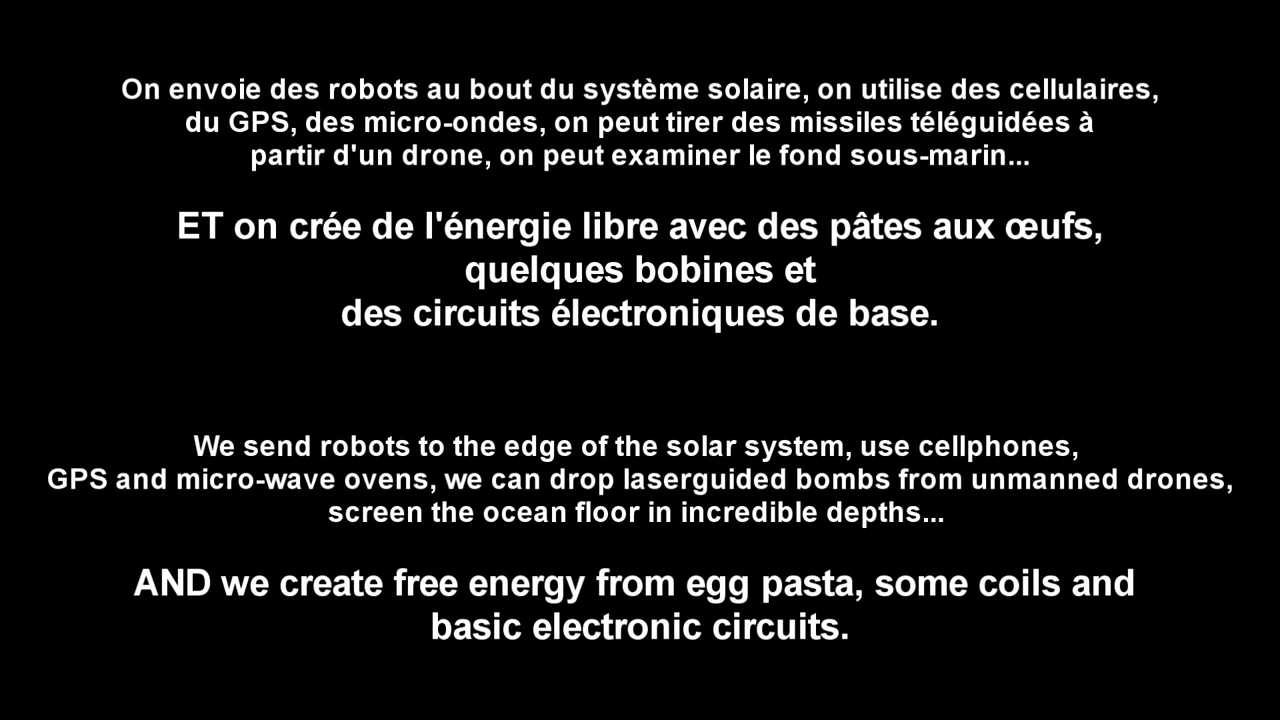 On envoie des robots au bout du système solaire, on utilise des cellulaires,
du GPS, des micro-ondes, on peut tirer des missiles téléguidées à
partir d'un drone, on peut examiner le fond sous-marin...
ET on crée de l'énergie libre avec des pâtes aux œufs,
quelques bobines et
des circuits électroniques de base.
We send robots to the edge of the solar system, use cellphones,
GPS and micro-wave ovens, we can drop laserguided bombs from unmanned drones,
screen the ocean floor in incredible depths...
AND we create free energy from egg pasta, some coils and
basic electronic circuits.